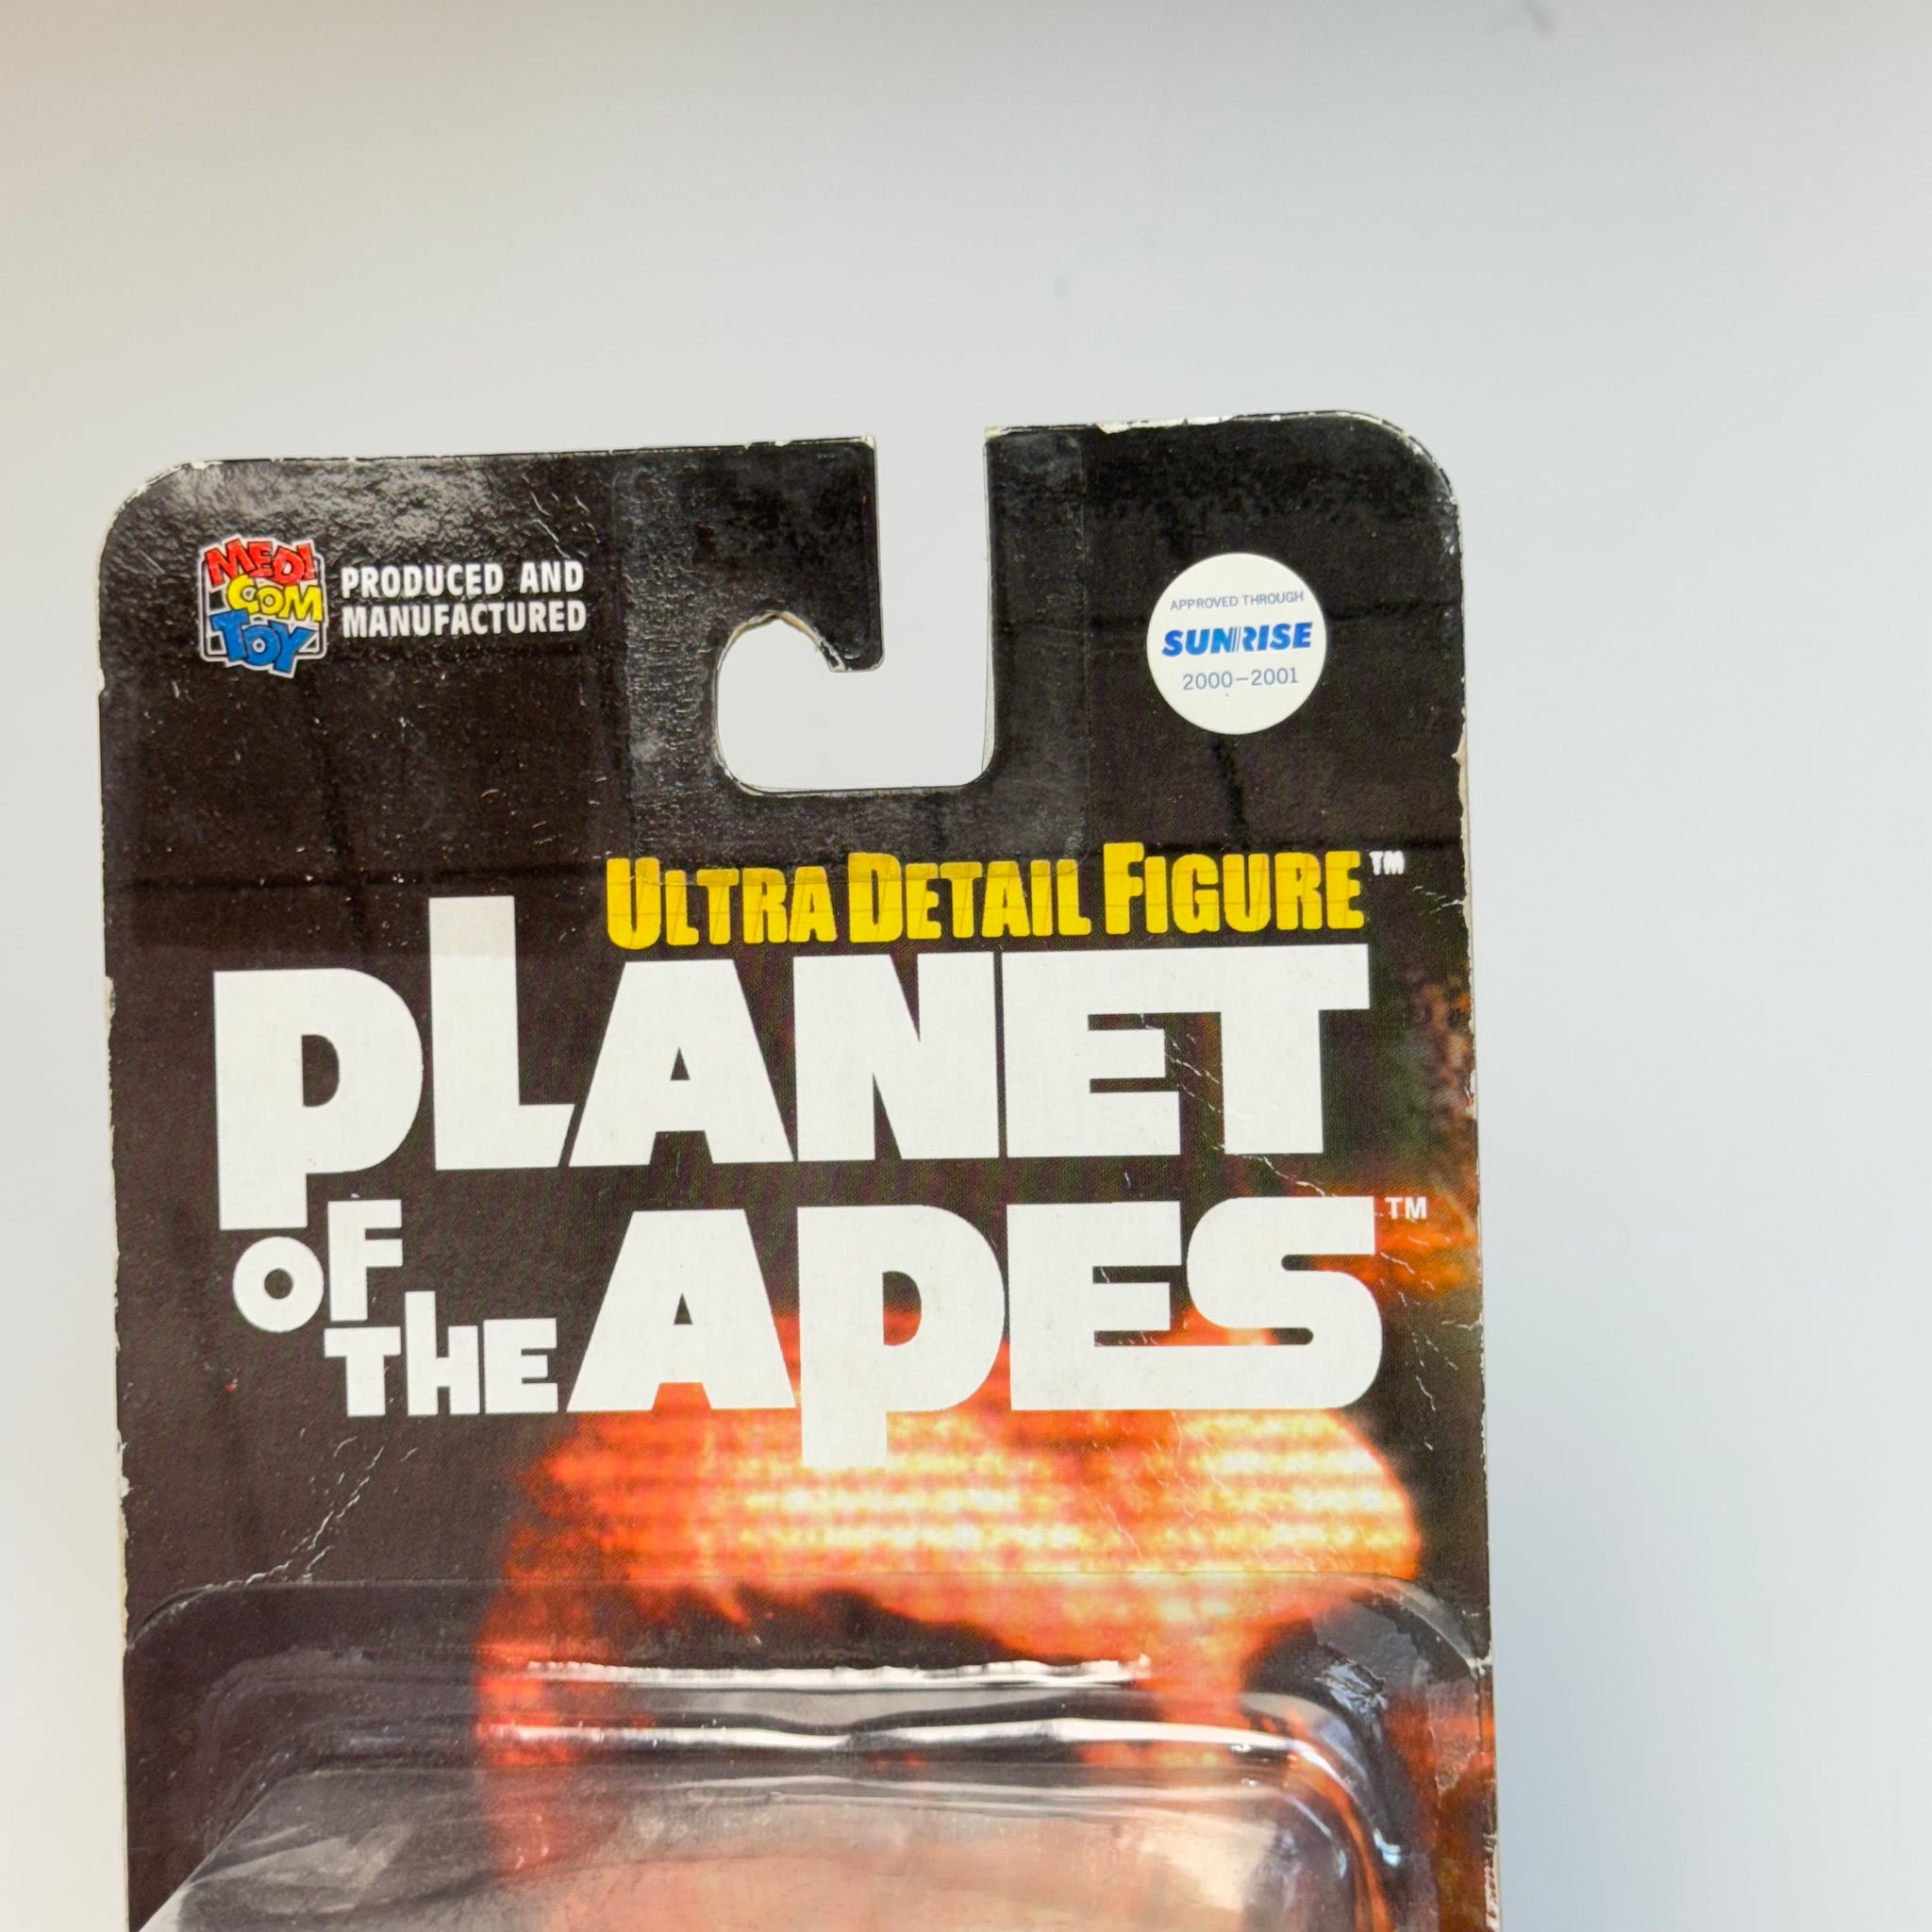 MEDI
COM
TOY
PRODUCED AND
MANUFACTURED
APPROVED THROUGH
SUNRISE
2000-2001
ULTRA DETAIL FIGURE™
PLANET
OF
THE
APES™